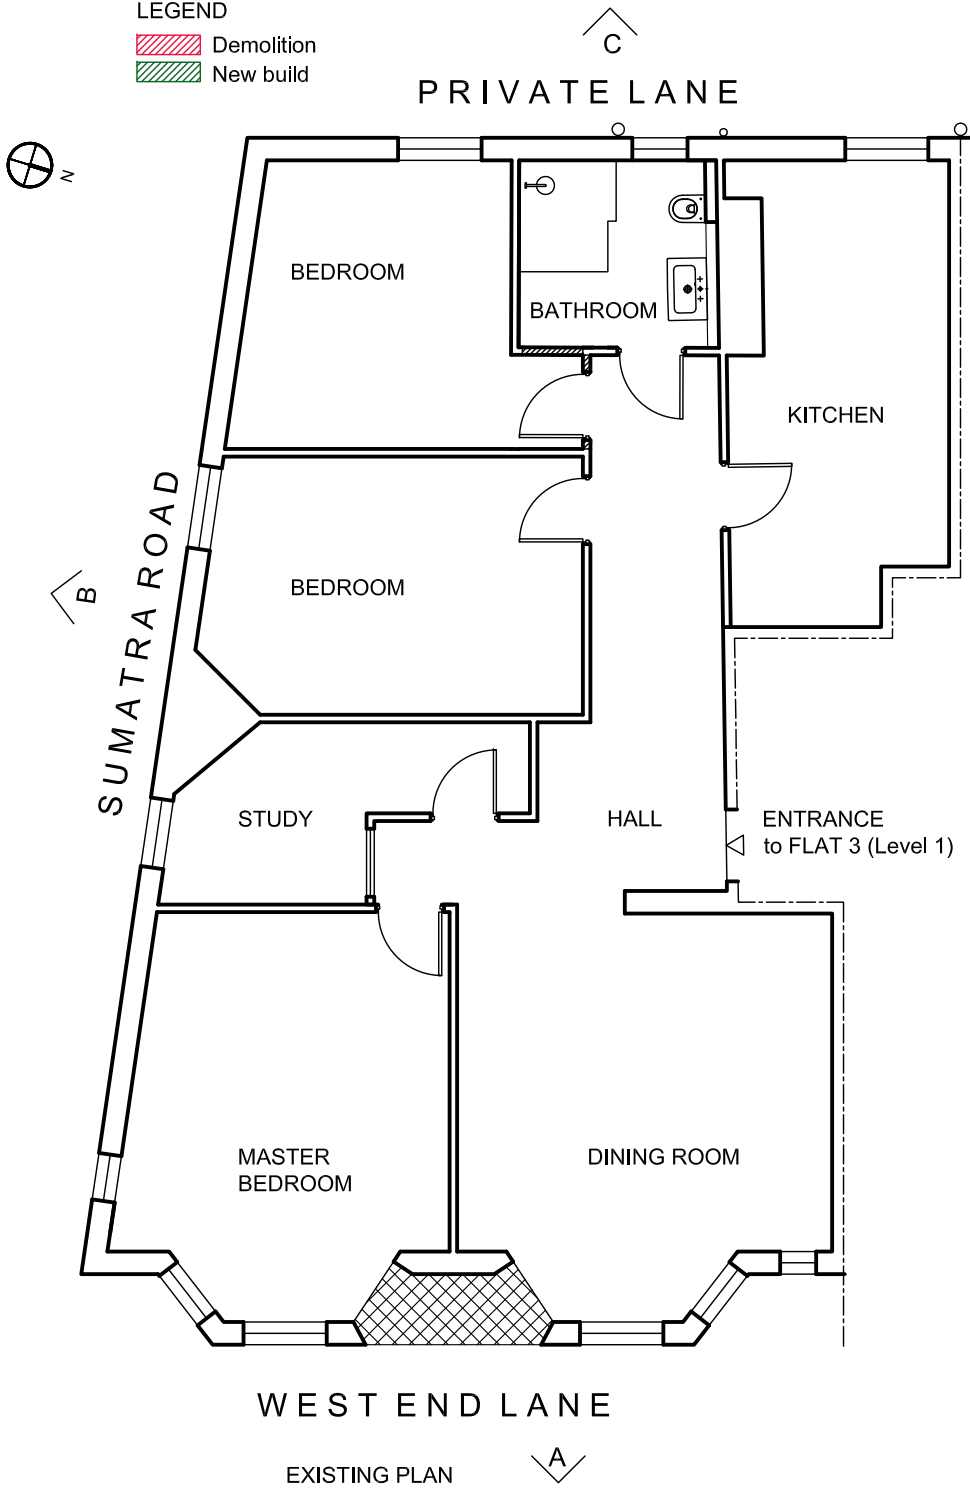 LEGEND
Demolition
New build
C
PRIVATE LANE
N
BEDROOM
BATHROOM
KITCHEN
SUMATRA ROAD
B
BEDROOM
STUDY
HALL
ENTRANCE
to FLAT 3 (Level 1)
MASTER
BEDROOM
DINING ROOM
WEST END LANE
A
EXISTING PLAN